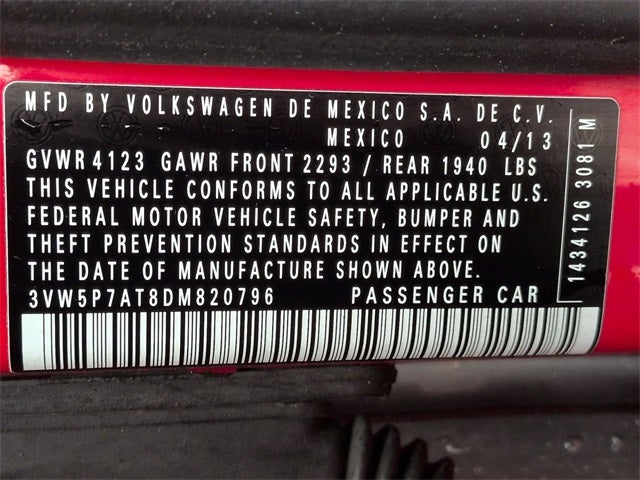 MFD BY VOLKSWAGEN DE MEXICO S.A. DE C.V.
MEXICO 04/13
GVWR 4123 GAWR FRONT 2293 / REAR 1940 LBS
THIS VEHICLE CONFORMS TO ALL APPLICABLE U.S.
FEDERAL MOTOR VEHICLE SAFETY, BUMPER AND
THEFT PREVENTION STANDARDS IN EFFECT ON
THE DATE OF MANUFACTURE SHOWN ABOVE.
3VW5P7AT8DM820796 PASSENGER CAR
1434126 3081 M